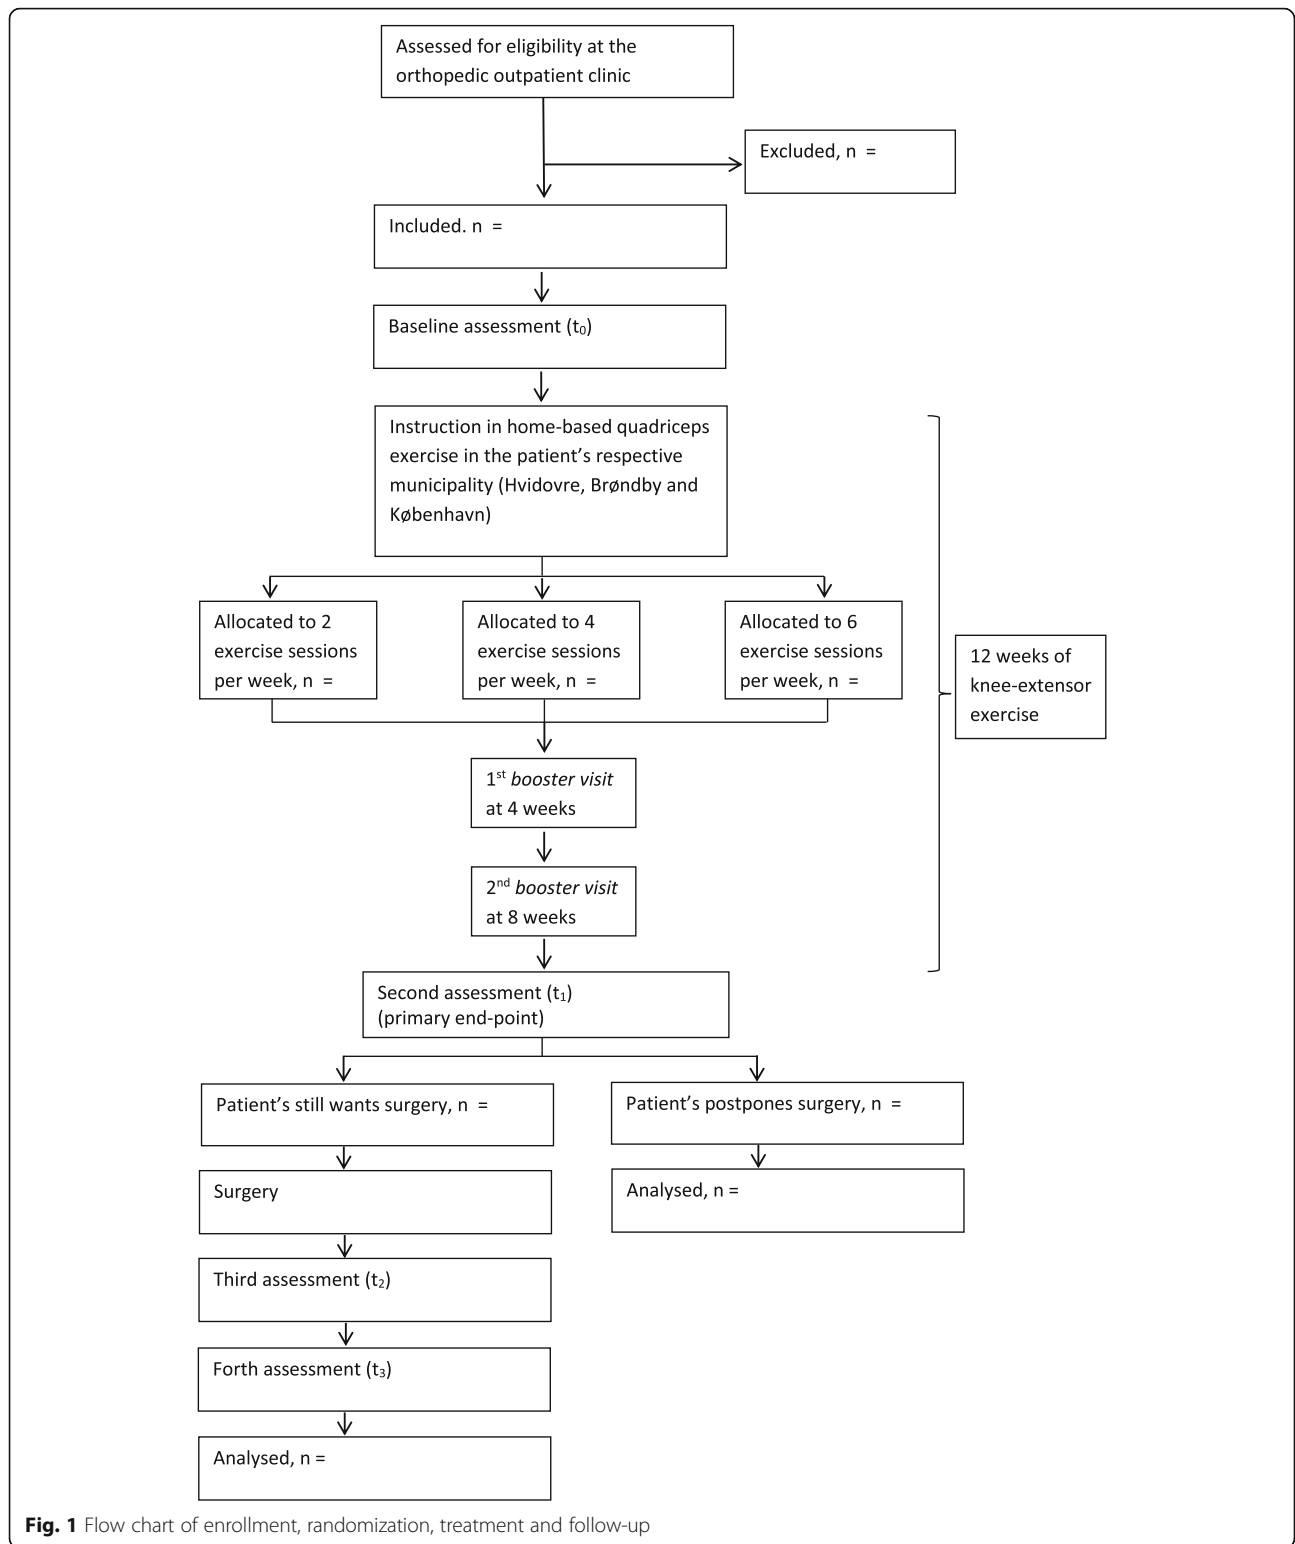 Assessed for eligibility at the
orthopedic outpatient clinic
Excluded, n =
Included. n =
Baseline assessment (t₀)
Instruction in home-based quadriceps
exercise in the patient’s respective
municipality (Hvidovre, Brøndby and
København)
Allocated to 2
exercise sessions
per week, n =
Allocated to 4
exercise sessions
per week, n =
Allocated to 6
exercise sessions
per week, n =
12 weeks of
knee-extensor
exercise
1st booster visit
at 4 weeks
2nd booster visit
at 8 weeks
Second assessment (t₁)
(primary end-point)
Patient’s still wants surgery, n =
Patient’s postpones surgery, n =
Surgery
Analysed, n =
Third assessment (t₂)
Forth assessment (t₃)
Analysed, n =
Fig. 1 Flow chart of enrollment, randomization, treatment and follow-up